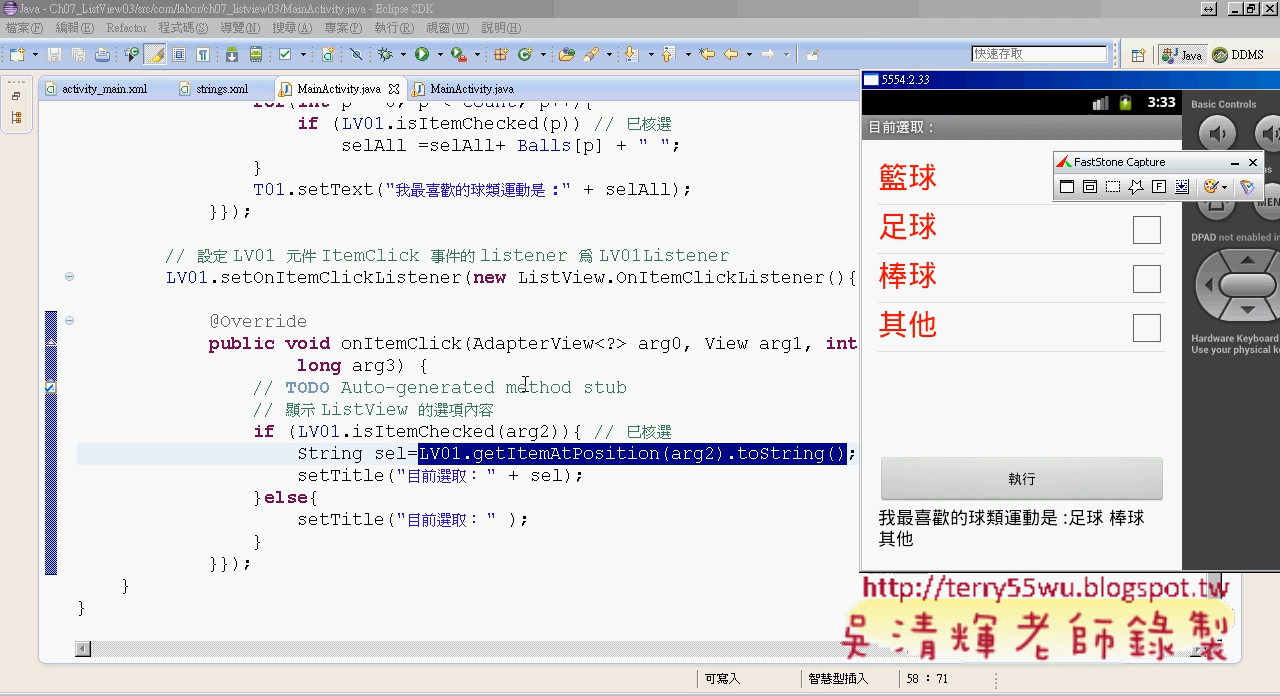 Java - Ch07_ListView03/src/com/labor/ch07_listview03/MainActivity.java - Eclipse SDK
檔案(F) 編輯(E) Refactor 程式碼(S) 導覽(N) 搜尋(A) 專案(P) 執行(R) 視窗(W) 說明(H)
快速存取
Java
DDMS
activity_main.xml
strings.xml
MainActivity.java
MainActivity.java
for(int p = 0; p < count; p++){
if (LV01.isItemChecked(p)) // 已核選
selAll =selAll+ Balls[p] + " ";
}
T01.setText("我最喜歡的球類運動是:" + selAll);
}});
// 設定 LV01 元件 ItemClick 事件的 listener 為 LV01Listener
LV01.setOnItemClickListener(new ListView.OnItemClickListener(){
@Override
public void onItemClick(AdapterView<?> arg0, View arg1, int
long arg3) {
// TODO Auto-generated method stub
// 顯示 ListView 的選項內容
if (LV01.isItemChecked(arg2)){ // 已核選
String sel=LV01.getItemAtPosition(arg2).toString();
setTitle("目前選取：" + sel);
}else{
setTitle("目前選取：" );
}
}});
}
}
5554:2.33
3:33
目前選取：
籃球
足球
棒球
其他
執行
我最喜歡的球類運動是 :足球 棒球
其他
FastStone Capture
Basic Controls
MEN
DPAD not enabled in
Hardware Keyboard
Use your physical k
http://terry55wu.blogspot.tw
吳清輝老師錄製
可寫入
智慧型插入
58 : 71